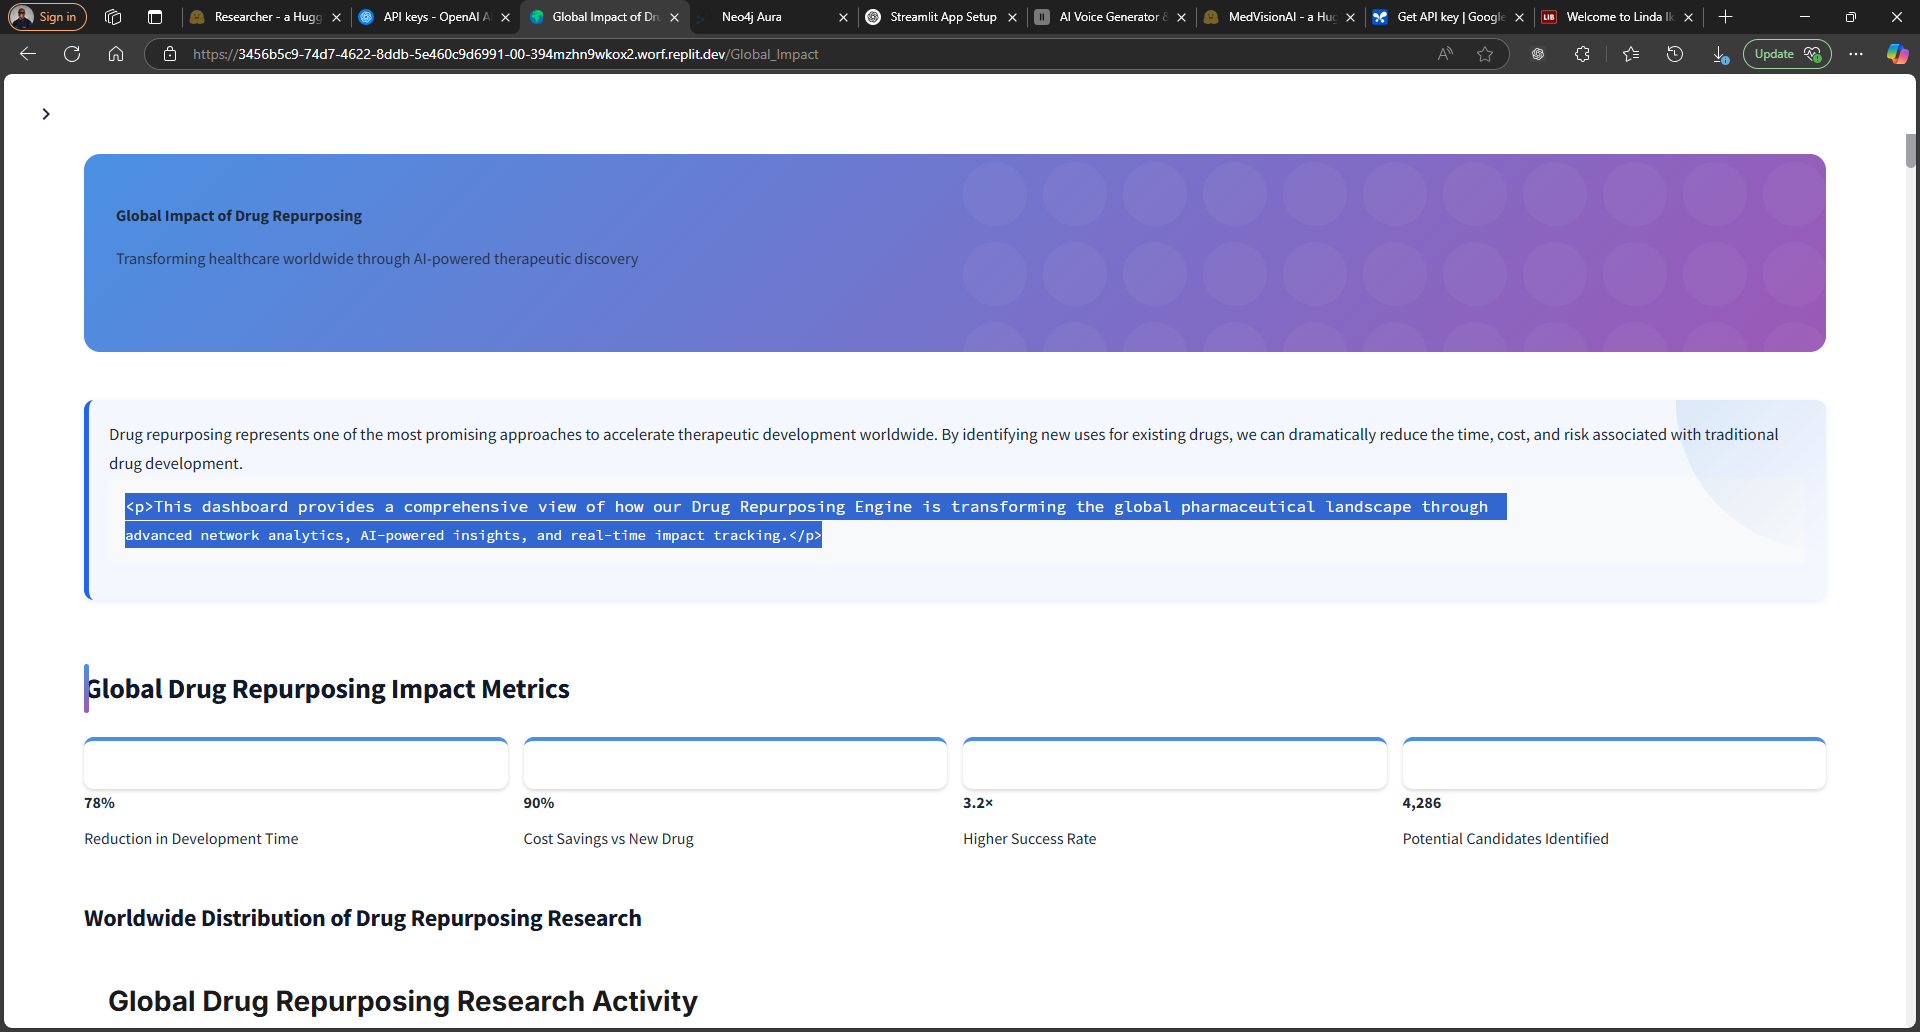 Sign in
Researcher - a Hugg
API keys - OpenAI A
Global Impact of Dru
Neo4j Aura
Streamlit App Setup
AI Voice Generator &
MedVisionAI - a Hug
Get API key | Google
LIB Welcome to Linda Ik
https://3456b5c9-74d7-4622-8ddb-5e460c9d6991-00-394mzhn9wkox2.worf.replit.dev/Global_Impact
Update
Global Impact of Drug Repurposing
Transforming healthcare worldwide through AI-powered therapeutic discovery
Drug repurposing represents one of the most promising approaches to accelerate therapeutic development worldwide. By identifying new uses for existing drugs, we can dramatically reduce the time, cost, and risk associated with traditional
drug development.
<p>This dashboard provides a comprehensive view of how our Drug Repurposing Engine is transforming the global pharmaceutical landscape through
advanced network analytics, AI-powered insights, and real-time impact tracking.</p>
Global Drug Repurposing Impact Metrics
78%
Reduction in Development Time
90%
Cost Savings vs New Drug
3.2×
Higher Success Rate
4,286
Potential Candidates Identified
Worldwide Distribution of Drug Repurposing Research
Global Drug Repurposing Research Activity